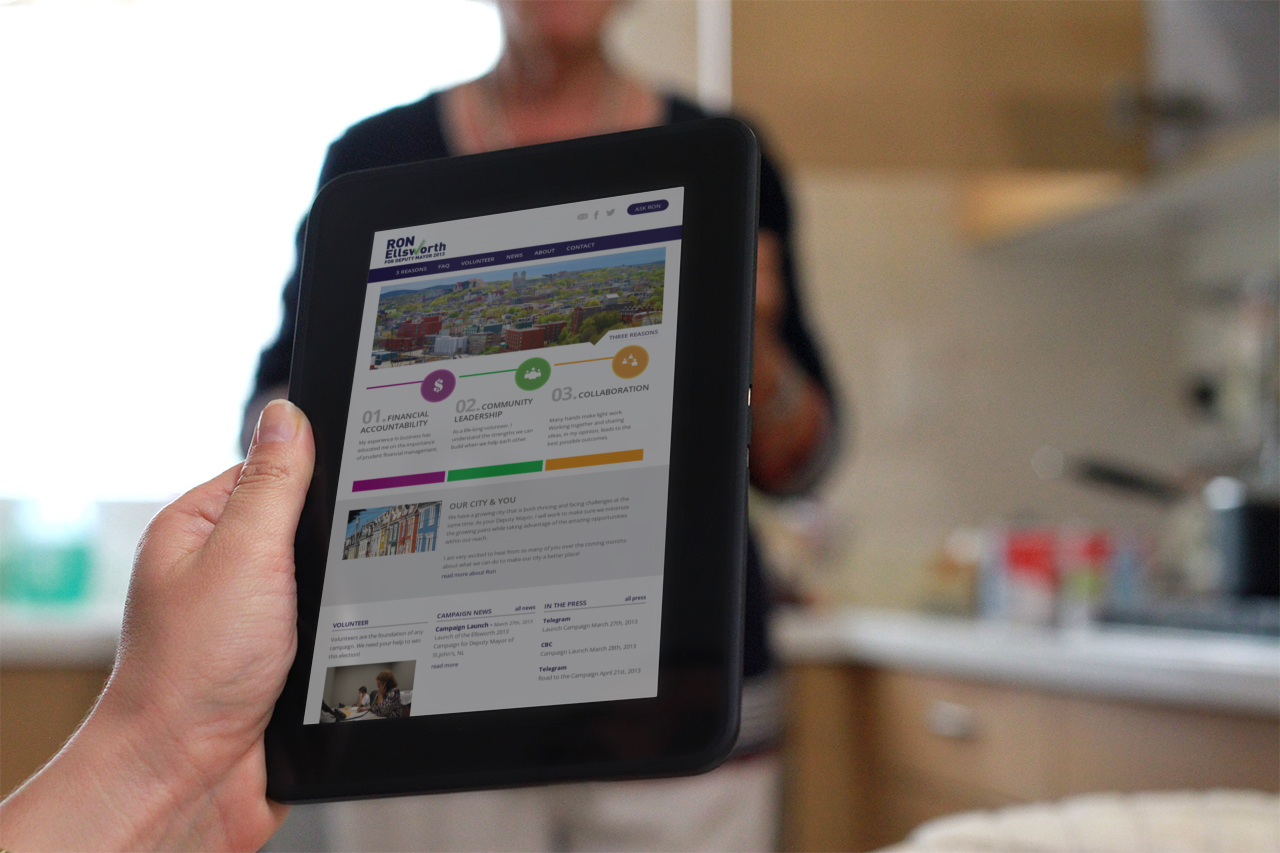 ASK RON
RON
Ellsworth
FOR DEPUTY MAYOR 2013
3 REASONS FAQ VOLUNTEER NEWS ABOUT CONTACT
THREE REASONS
$
01. FINANCIAL
ACCOUNTABILITY
My experience in business has
educated me on the importance
of prudent financial management.
02. COMMUNITY
LEADERSHIP
As a life-long volunteer, I
understand the strengths we can
build when we help each other.
03. COLLABORATION
Many hands make light work.
Working together and sharing
ideas, in my opinion, leads to the
best possible outcomes.
OUR CITY & YOU
We have a growing city that is both thriving and facing challenges at the
same time. As your Deputy Mayor, I will work to make sure we minimize
the growing pains while taking advantage of the amazing opportunities
within our reach.
I am very excited to hear from so many of you over the coming months
about what we can do to make our city a better place!
read more about Ron
VOLUNTEER
Volunteers are the foundation of any
campaign. We need your help to win
this election!
CAMPAIGN NEWS all news
Campaign Launch - March 27th, 2013
Launch of the Ellsworth 2013
Campaign for Deputy Mayor of
St.John's, NL
read more
IN THE PRESS all press
Telegram
Launch Campaign March 27th, 2013
CBC
Campaign Launch March 28th, 2013
Telegram
Road to the Campaign April 21st, 2013